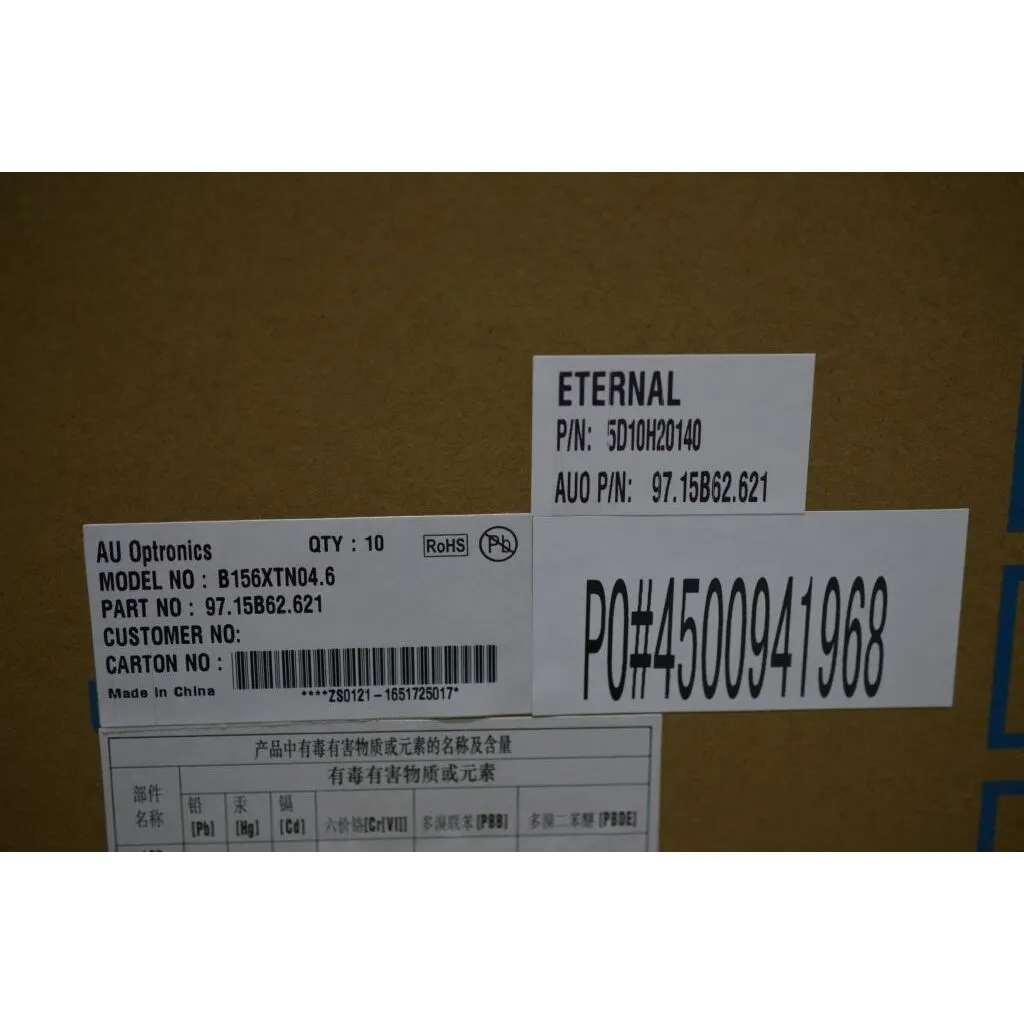 ETERNAL
P/N: 5D10H20140
AUO P/N: 97.15B62.621
AU Optronics QTY : 10 RoHS Pb
MODEL NO : B156XTN04.6
PART NO : 97.15B62.621
CUSTOMER NO:
CARTON NO :
Made In China ****ZS0121-1651725017*
PO#4500941968
产品中有毒有害物质或元素的名称及含量
有毒有害物质或元素
部件
名称
铅 汞 镉
[Pb] [Hg] [Cd] 六价铬[Cr[VI]] 多溴联苯[PBB] 多溴二苯醚[PBDE]